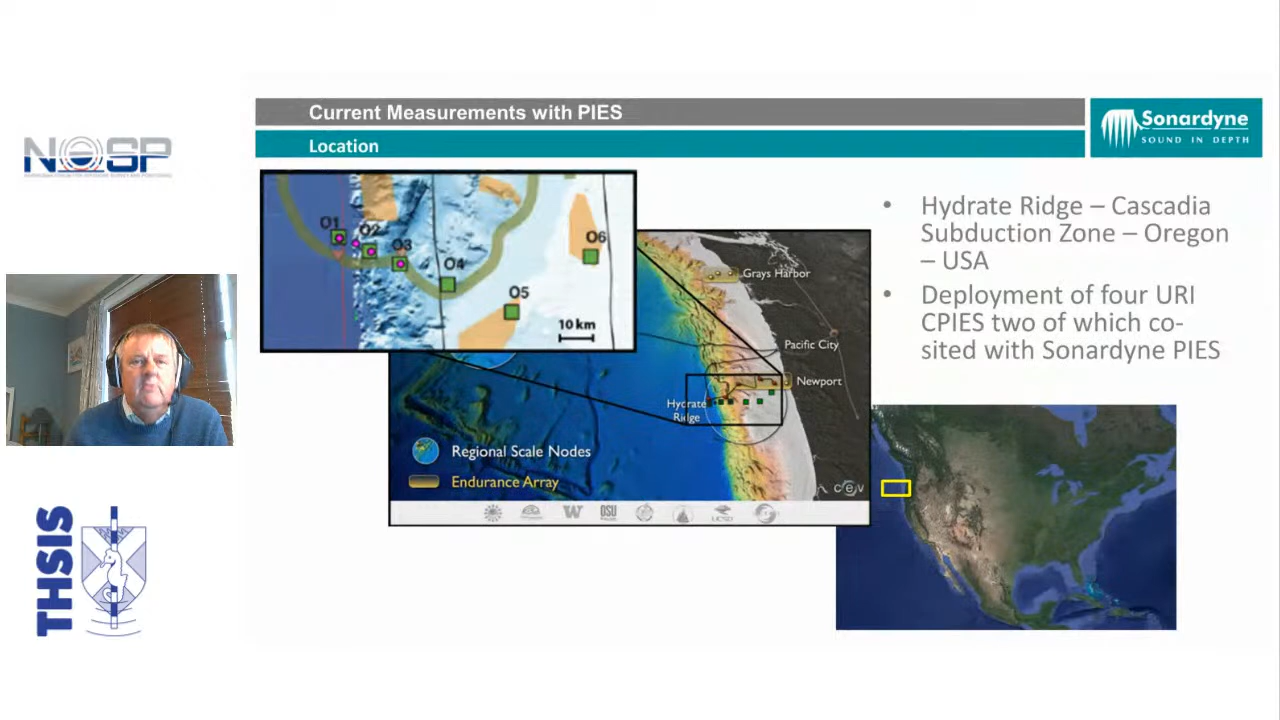 Current Measurements with PIES
Location
Sonardyne
SOUND IN DEPTH
NOSP
THSIS
O1
O2
O3
O4
O5
O6
10 km
Grays Harbor
Pacific City
Newport
Hydrate
Ridge
Regional Scale Nodes
Endurance Array
W
OSU
UCSD
• Hydrate Ridge – Cascadia
Subduction Zone – Oregon
– USA
• Deployment of four URI
CPIES two of which co-
sited with Sonardyne PIES